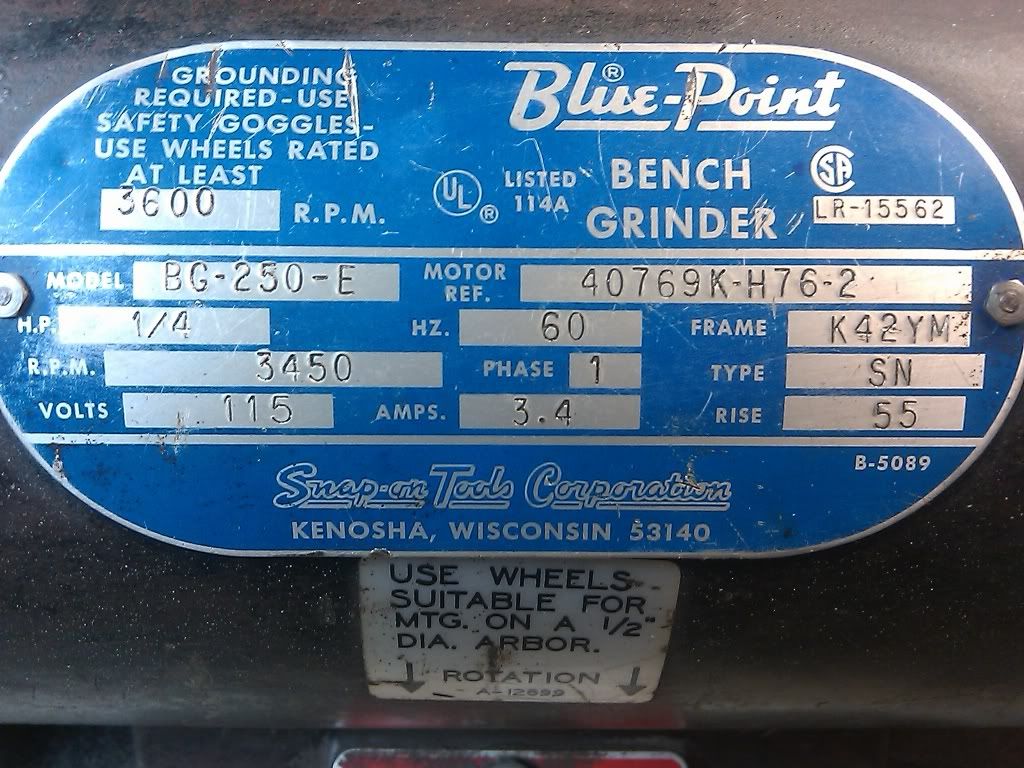 GROUNDING
REQUIRED-USE
SAFETY GOGGLES-
USE WHEELS RATED
AT LEAST
3600 R.P.M.
Blue-Point®
UL® LISTED 114A
BENCH
GRINDER
SA
LR-15562
MODEL BG-250-E MOTOR REF. 40769K-H76-2
H.P. 1/4 HZ. 60 FRAME K42YM
R.P.M. 3450 PHASE 1 TYPE SN
VOLTS 115 AMPS. 3.4 RISE 55
B-5089
Snap-on Tools Corporation
KENOSHA, WISCONSIN 53140
USE WHEELS
SUITABLE FOR
MTG. ON A 1/2"
DIA. ARBOR.
↓ ROTATION ↓
A-12699